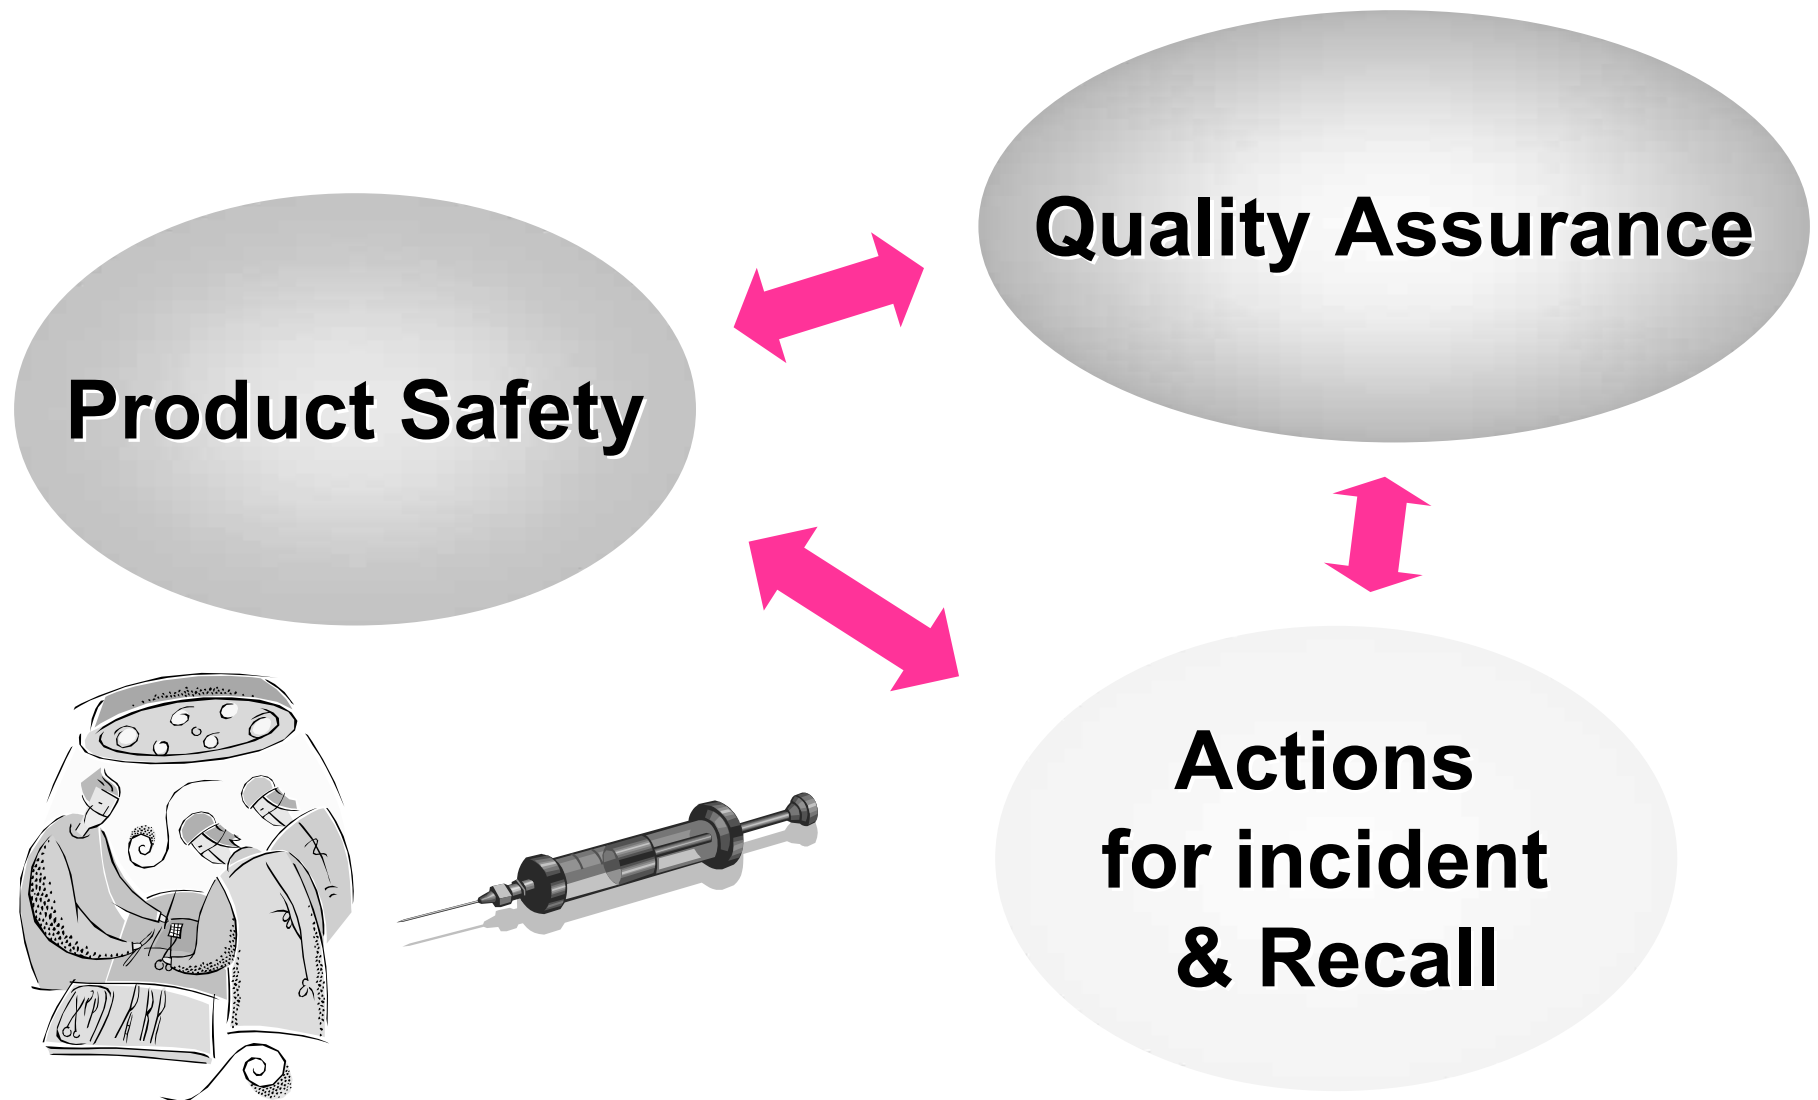 Quality Assurance
Product Safety
Actions
for incident
& Recall